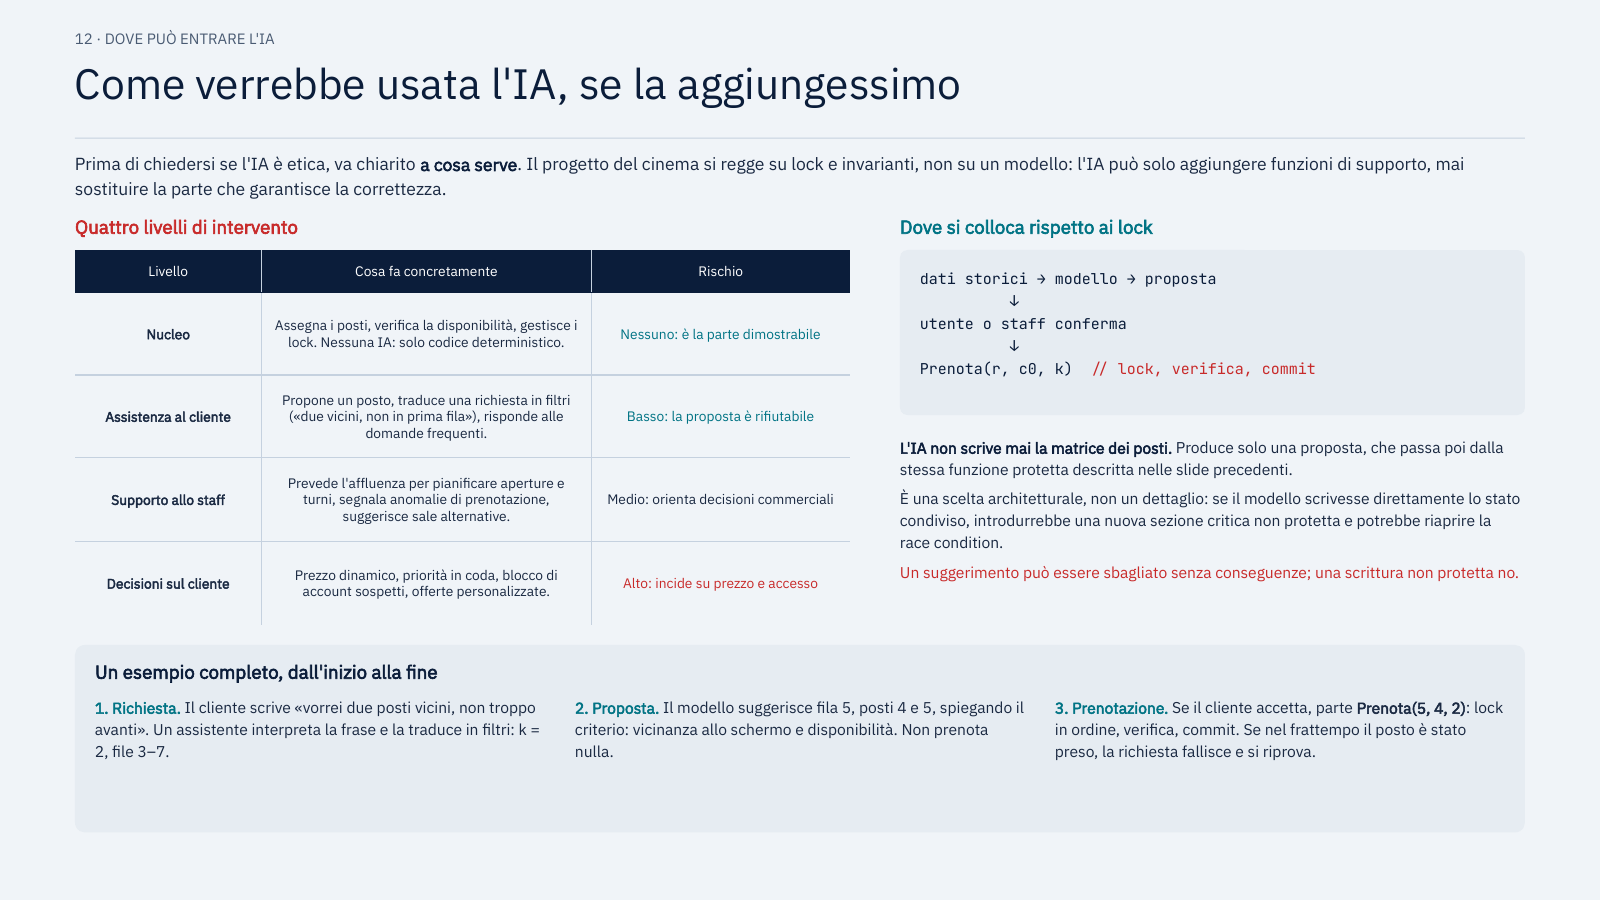 12 · DOVE PUÒ ENTRARE L'IA
Come verrebbe usata l'IA, se la aggiungessimo
Prima di chiedersi se l'IA è etica, va chiarito a cosa serve. Il progetto del cinema si regge su lock e invarianti, non su un modello: l'IA può solo aggiungere funzioni di supporto, mai
sostituire la parte che garantisce la correttezza.
Quattro livelli di intervento
Livello
Cosa fa concretamente
Rischio
Nucleo
Assegna i posti, verifica la disponibilità, gestisce i
lock. Nessuna IA: solo codice deterministico.
Nessuno: è la parte dimostrabile
Assistenza al cliente
Propone un posto, traduce una richiesta in filtri
(«due vicini, non in prima fila»), risponde alle
domande frequenti.
Basso: la proposta è rifiutabile
Supporto allo staff
Prevede l'affluenza per pianificare aperture e
turni, segnala anomalie di prenotazione,
suggerisce sale alternative.
Medio: orienta decisioni commerciali
Decisioni sul cliente
Prezzo dinamico, priorità in coda, blocco di
account sospetti, offerte personalizzate.
Alto: incide su prezzo e accesso
Dove si colloca rispetto ai lock
dati storici → modello → proposta
↓
utente o staff conferma
↓
Prenota(r, c0, k) // lock, verifica, commit
L'IA non scrive mai la matrice dei posti. Produce solo una proposta, che passa poi dalla
stessa funzione protetta descritta nelle slide precedenti.
È una scelta architetturale, non un dettaglio: se il modello scrivesse direttamente lo stato
condiviso, introdurrebbe una nuova sezione critica non protetta e potrebbe riaprire la
race condition.
Un suggerimento può essere sbagliato senza conseguenze; una scrittura non protetta no.
Un esempio completo, dall'inizio alla fine
1. Richiesta. Il cliente scrive «vorrei due posti vicini, non troppo
avanti». Un assistente interpreta la frase e la traduce in filtri: k =
2, file 3–7.
2. Proposta. Il modello suggerisce fila 5, posti 4 e 5, spiegando il
criterio: vicinanza allo schermo e disponibilità. Non prenota
nulla.
3. Prenotazione. Se il cliente accetta, parte Prenota(5, 4, 2): lock
in ordine, verifica, commit. Se nel frattempo il posto è stato
preso, la richiesta fallisce e si riprova.